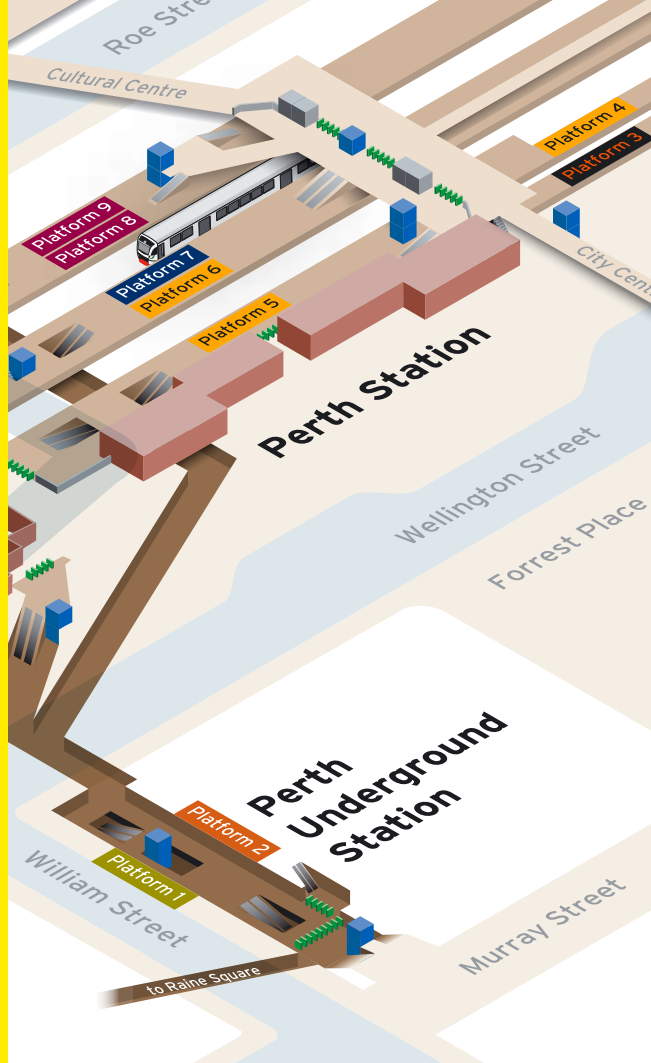 Roe Stre
Cultural Centre
Platform 4
Platform 3
Platform 9
Platform 8
Platform 7
Platform 6
Platform 5
City Cent
Perth Station
Wellington Street
Forrest Place
Perth
Underground
Station
Platform 2
Platform 1
William Street
Murray Street
to Raine Square